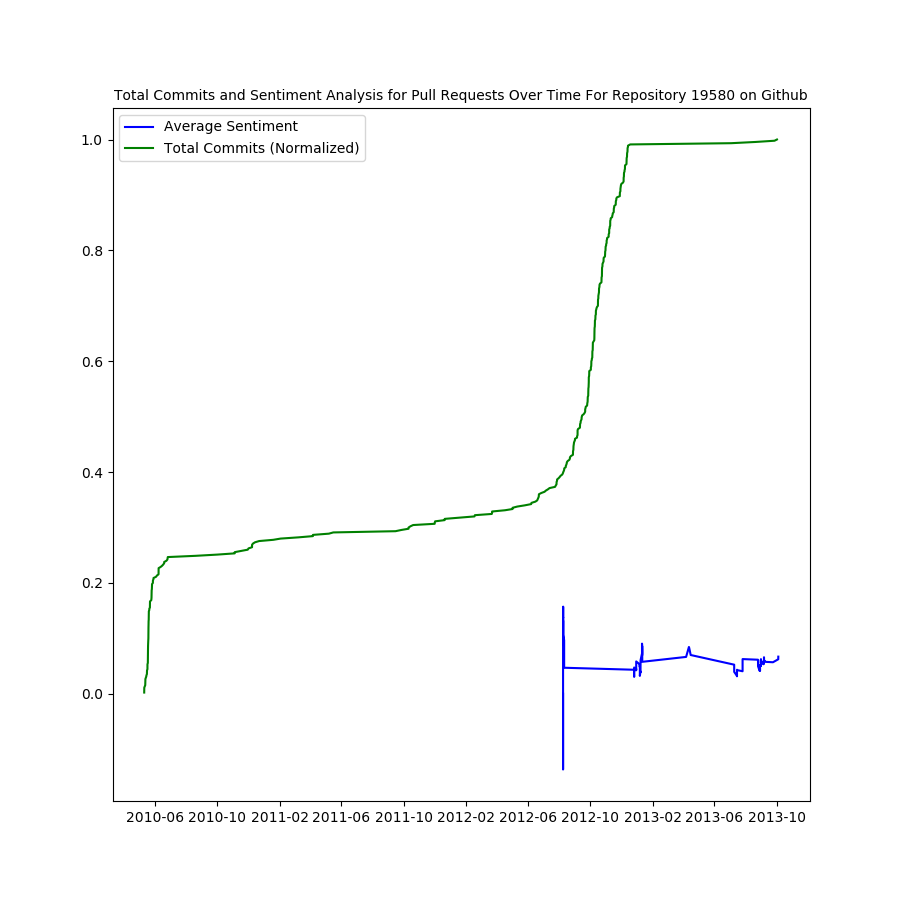 Total Commits and Sentiment Analysis for Pull Requests Over Time For Repository 19580 on Github
Average Sentiment
Total Commits (Normalized)
1.0
0.8
0.6
0.4
0.2
0.0
2010-06 2010-10 2011-02 2011-06 2011-10 2012-02 2012-06 2012-10 2013-02 2013-06 2013-10